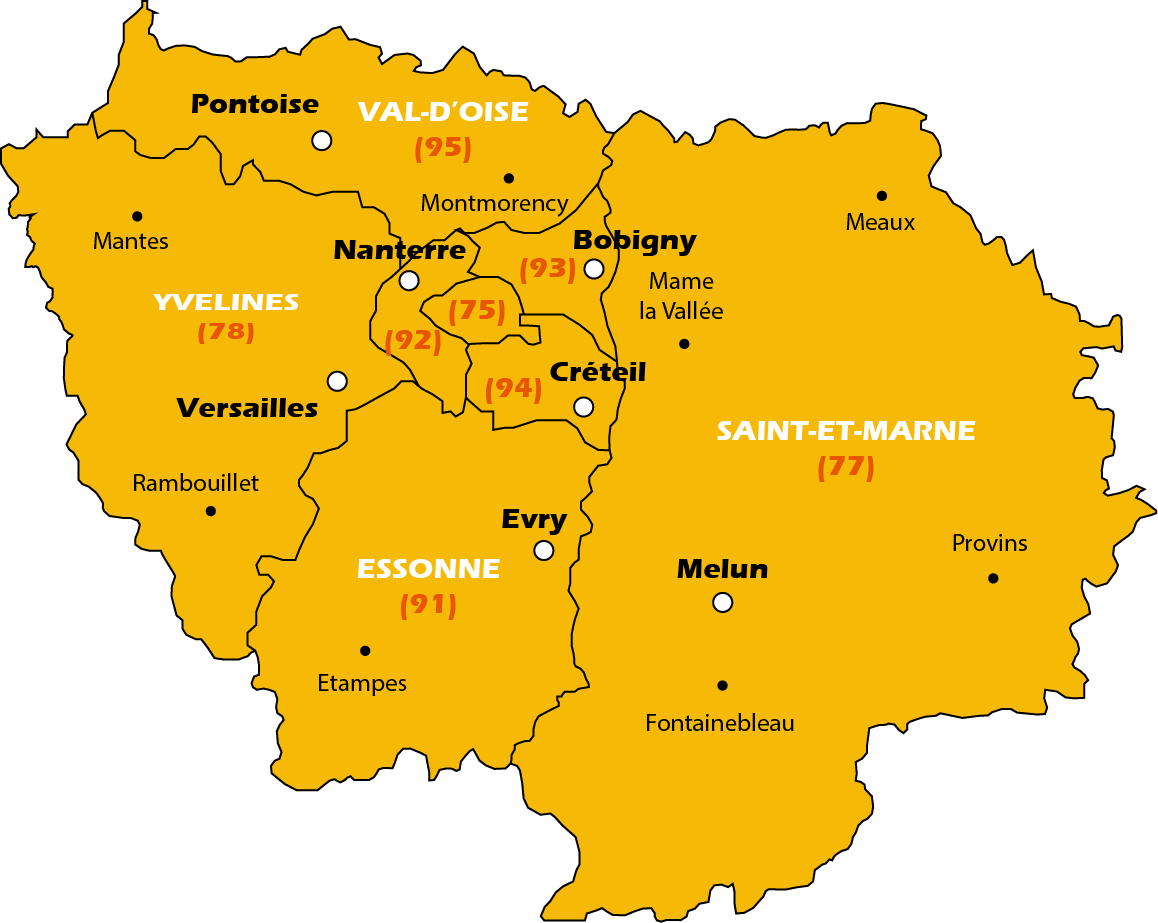 Pontoise
VAL-D’OISE
(95)
Montmorency
Meaux
Mantes
Nanterre
Bobigny
(93)
Mame
la Vallée
YVELINES
(78)
(75)
(92)
Créteil
(94)
Versailles
SAINT-ET-MARNE
(77)
Rambouillet
Evry
Provins
ESSONNE
(91)
Melun
Etampes
Fontainebleau